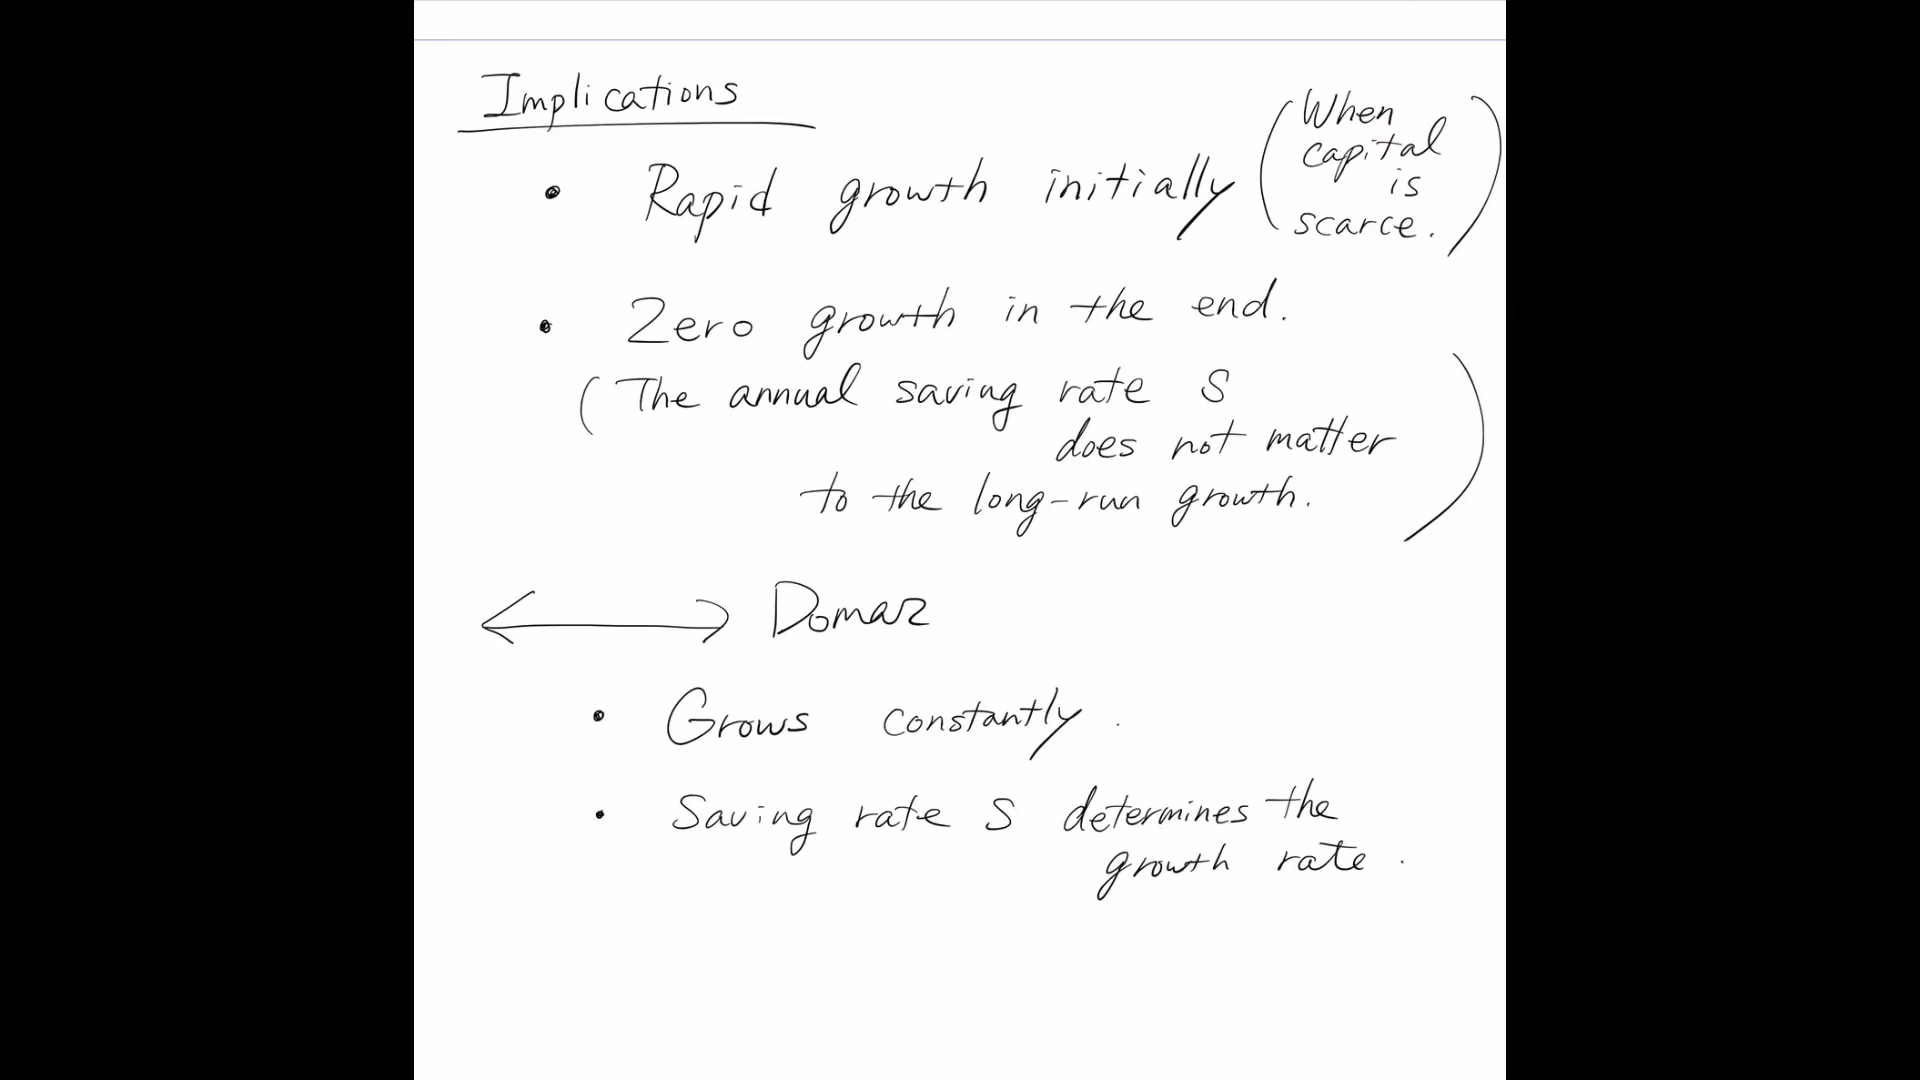 Implications
• Rapid growth initially (When capital is scarce.)
• Zero growth in the end.
(The annual saving rate S
does not matter
to the long-run growth.)
Domar
• Grows constantly.
• Saving rate S determines the
growth rate.